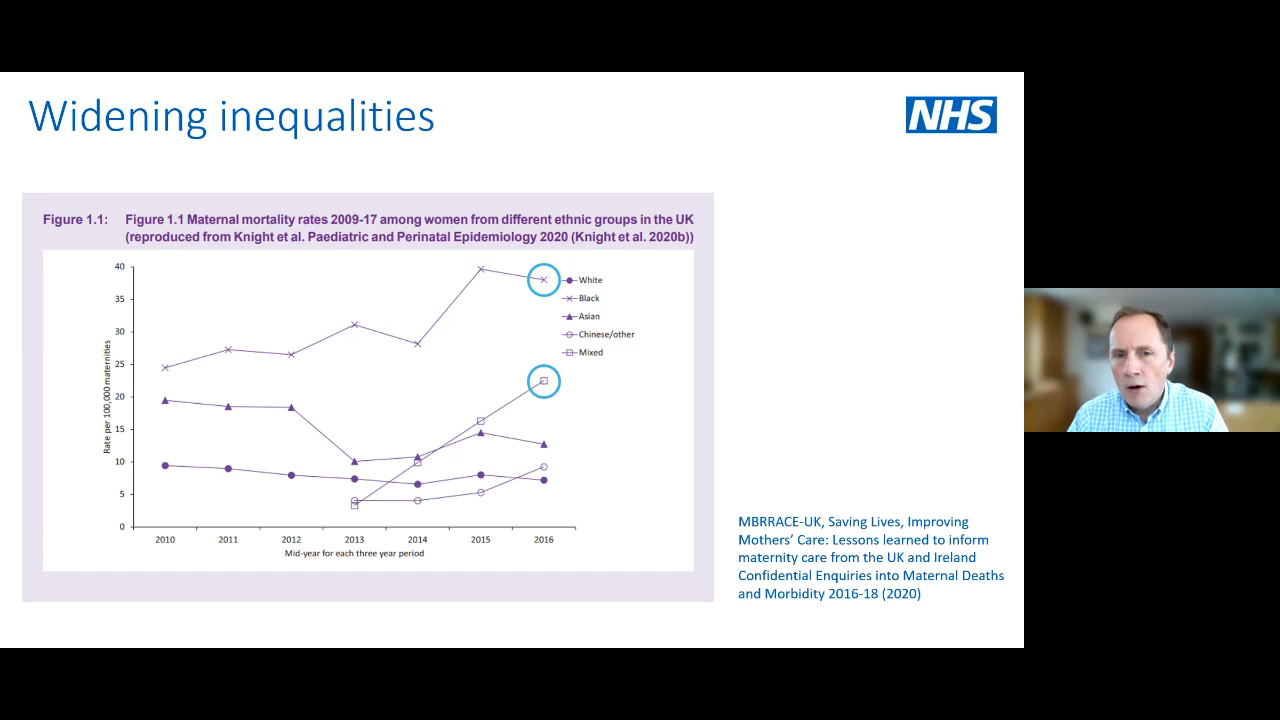 Widening inequalities
NHS
Figure 1.1: Figure 1.1 Maternal mortality rates 2009-17 among women from different ethnic groups in the UK
(reproduced from Knight et al. Paediatric and Perinatal Epidemiology 2020 (Knight et al. 2020b))
Rate per 100,000 maternities
40
35
30
25
20
15
10
5
0
2010 2011 2012 2013 2014 2015 2016
Mid-year for each three year period
White
Black
Asian
Chinese/other
Mixed
MBRRACE-UK, Saving Lives, Improving
Mothers' Care: Lessons learned to inform
maternity care from the UK and Ireland
Confidential Enquiries into Maternal Deaths
and Morbidity 2016-18 (2020)